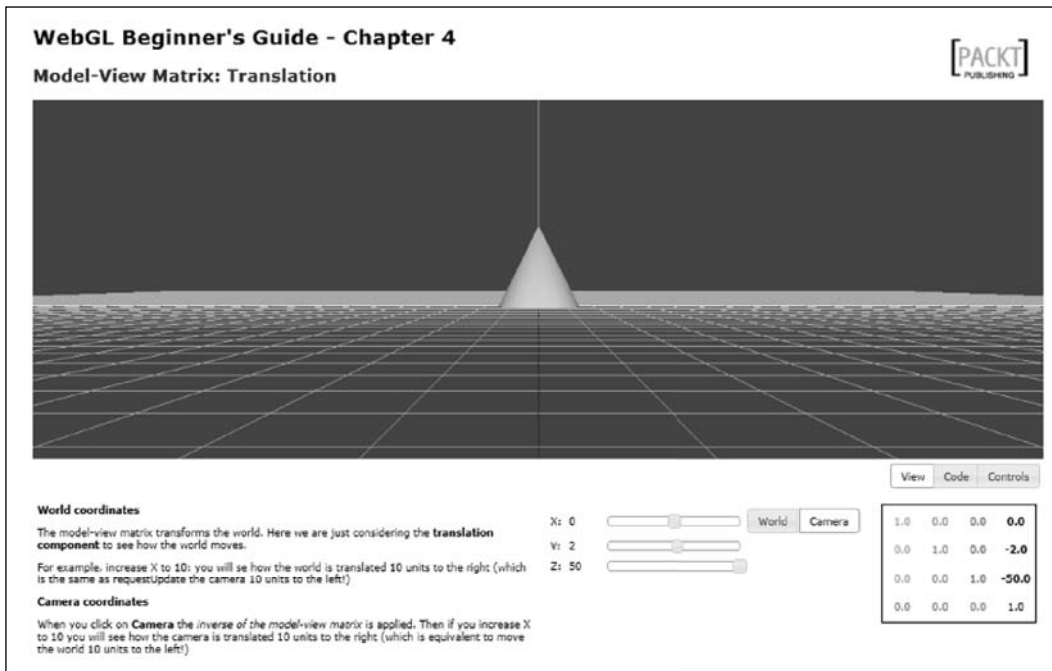 WebGL Beginner's Guide - Chapter 4
[PACKT]
PUBLISHING
Model-View Matrix: Translation
View Code Controls
World coordinates
The model-view matrix transforms the world. Here we are just considering the translation
component to see how the world moves.
For example, increase X to 10: you will se how the world is translated 10 units to the right (which
is the same as requestUpdate the camera 10 units to the left!)
Camera coordinates
When you click on Camera the inverse of the model-view matrix is applied. Then if you increase X
to 10 you will see how the camera is translated 10 units to the right (which is equivalent to move
the world 10 units to the left!)
X: 0
Y: 2
Z: 50
World Camera
1.0 0.0 0.0 0.0
0.0 1.0 0.0 -2.0
0.0 0.0 1.0 -50.0
0.0 0.0 0.0 1.0